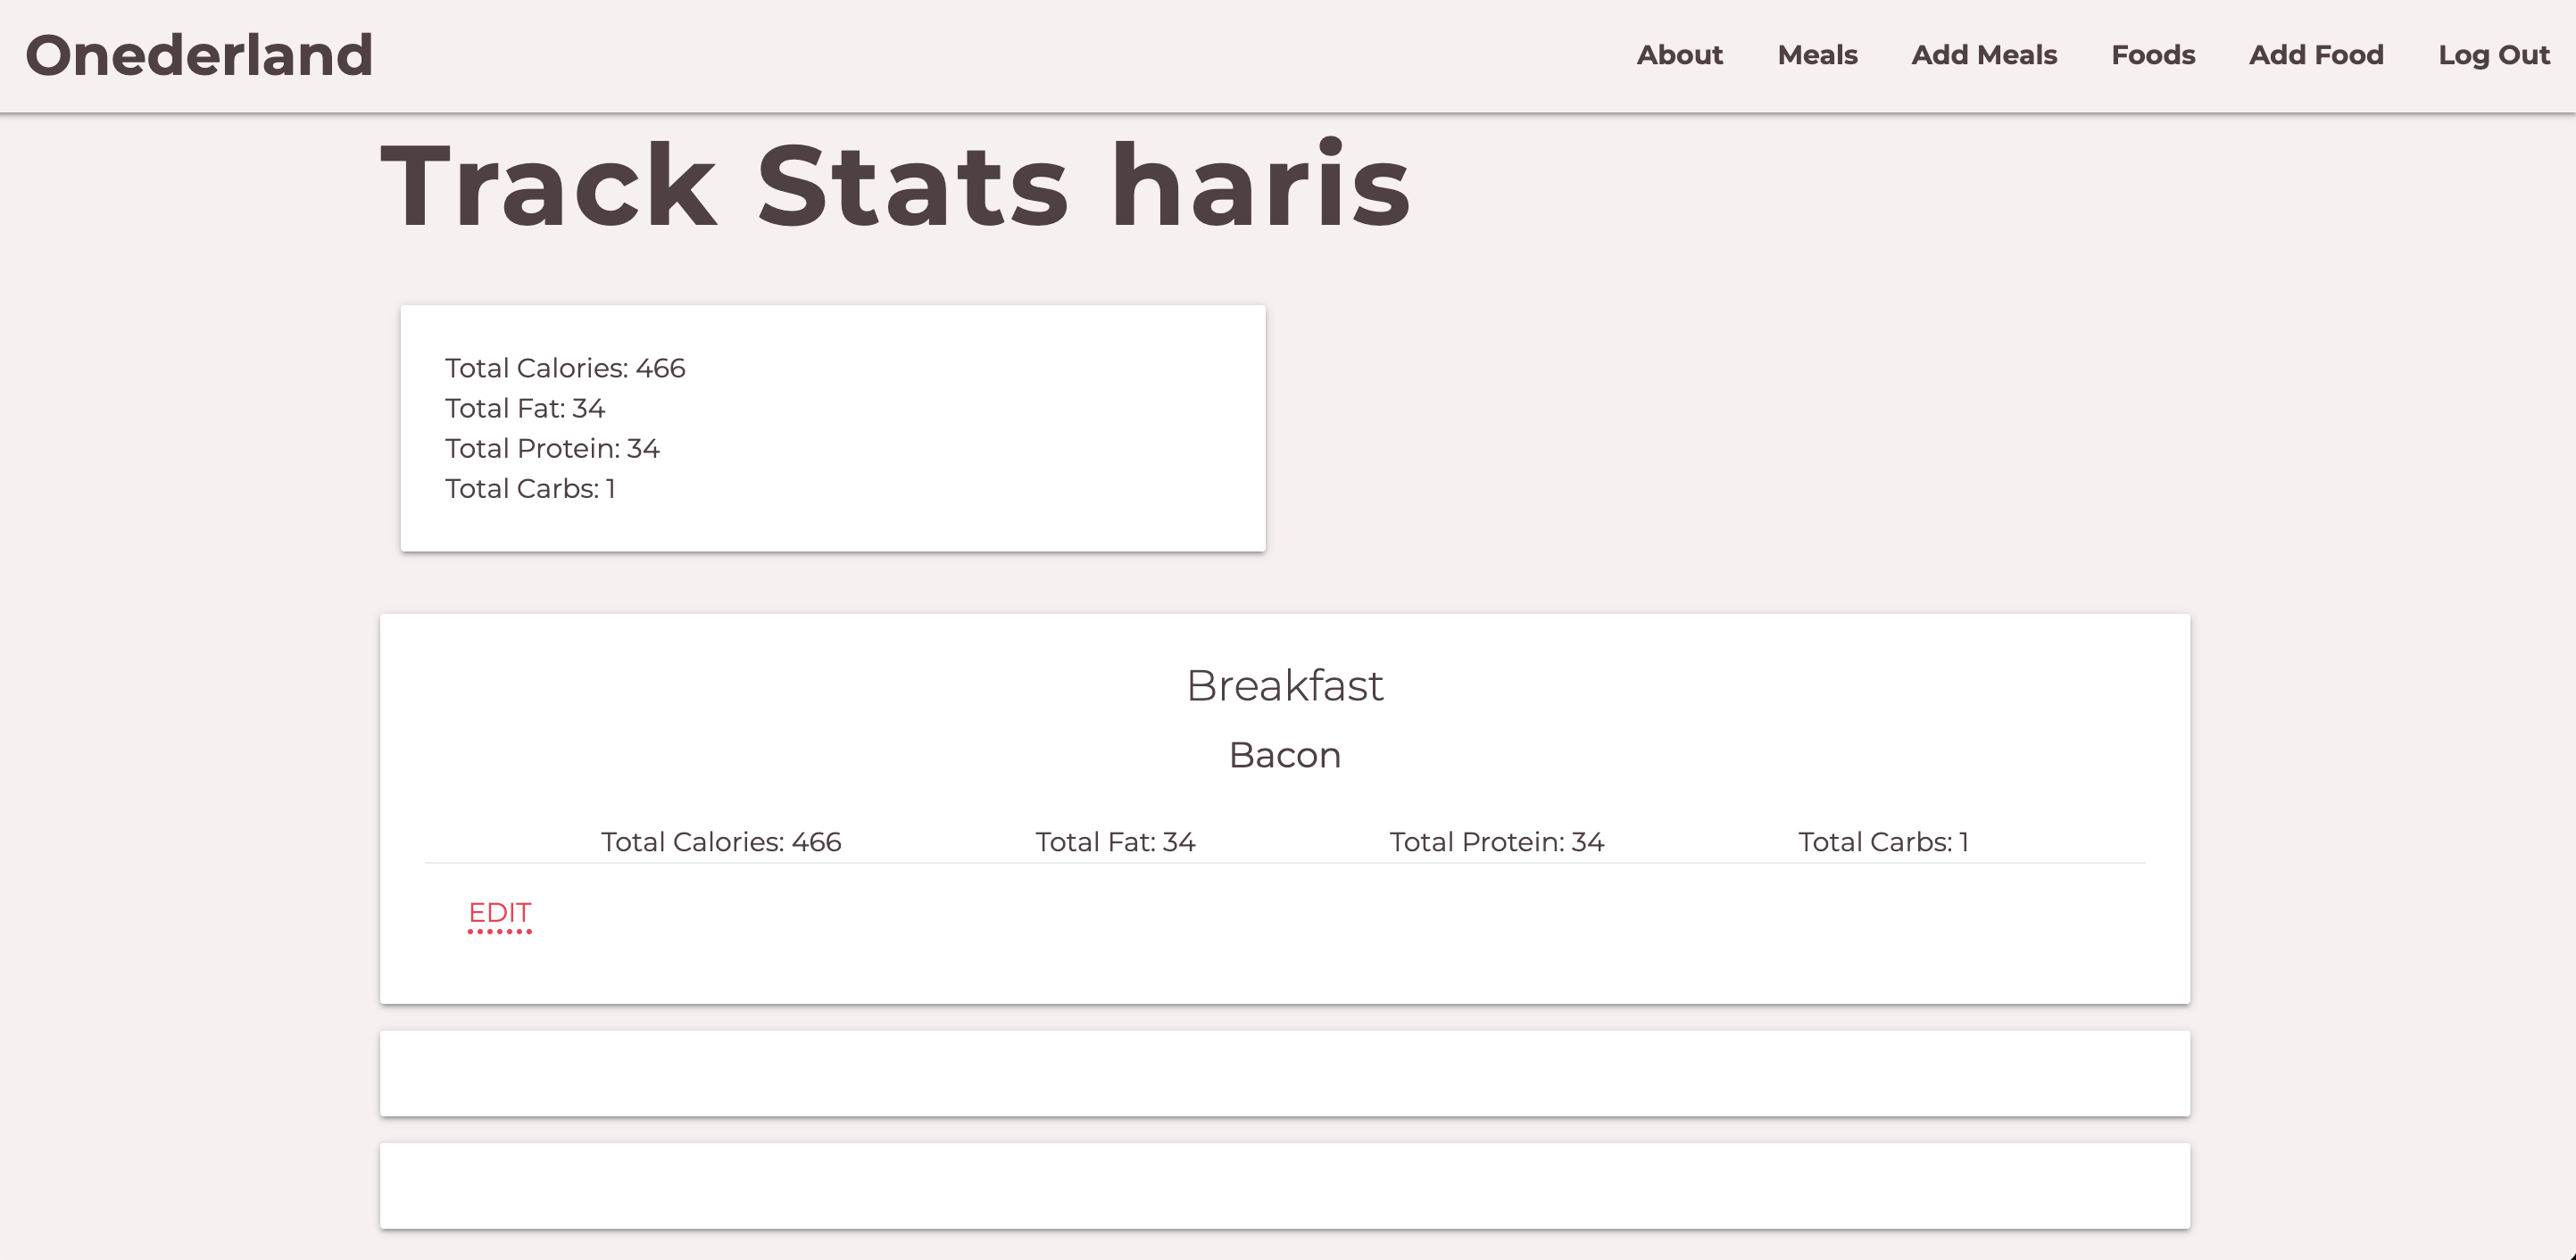 Onederland About Meals Add Meals Foods Add Food Log Out
Track Stats haris
Total Calories: 466
Total Fat: 34
Total Protein: 34
Total Carbs: 1
Breakfast
Bacon
Total Calories: 466 Total Fat: 34 Total Protein: 34 Total Carbs: 1
EDIT